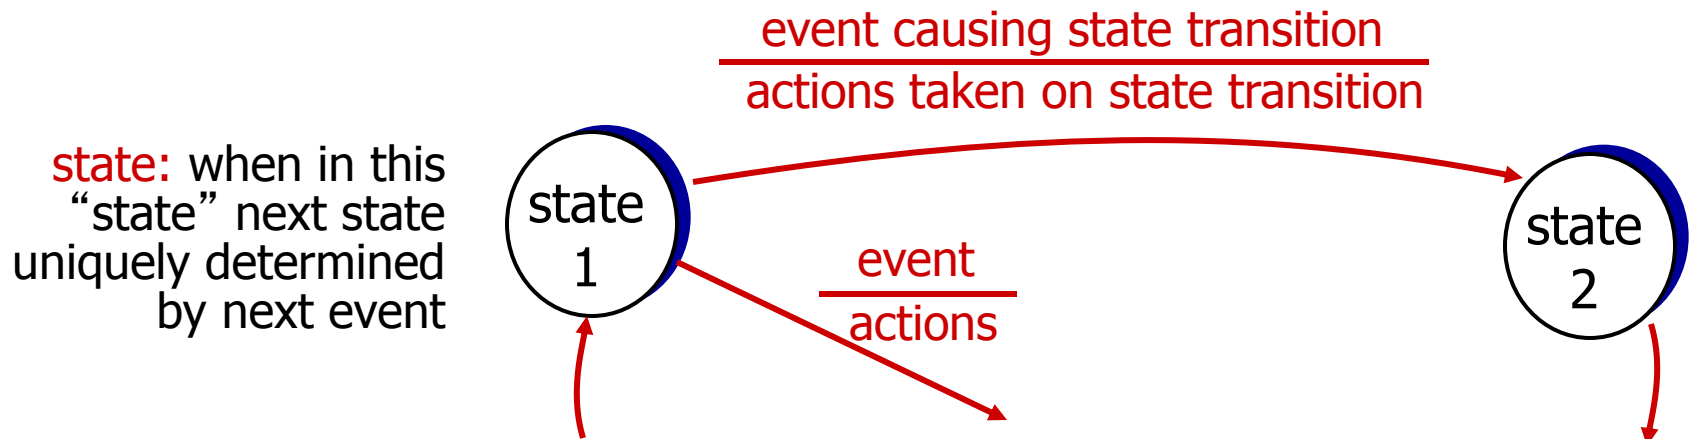 event causing state transition
actions taken on state transition
state: when in this
“state” next state
uniquely determined
by next event
state
1
event
actions
state
2